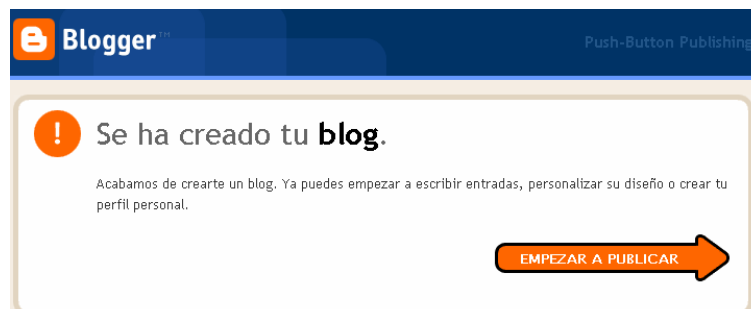 Blogger™
Push-Button Publishing
Se ha creado tu blog.
Acabamos de crearte un blog. Ya puedes empezar a escribir entradas, personalizar su diseño o crear tu
perfil personal.
EMPEZAR A PUBLICAR